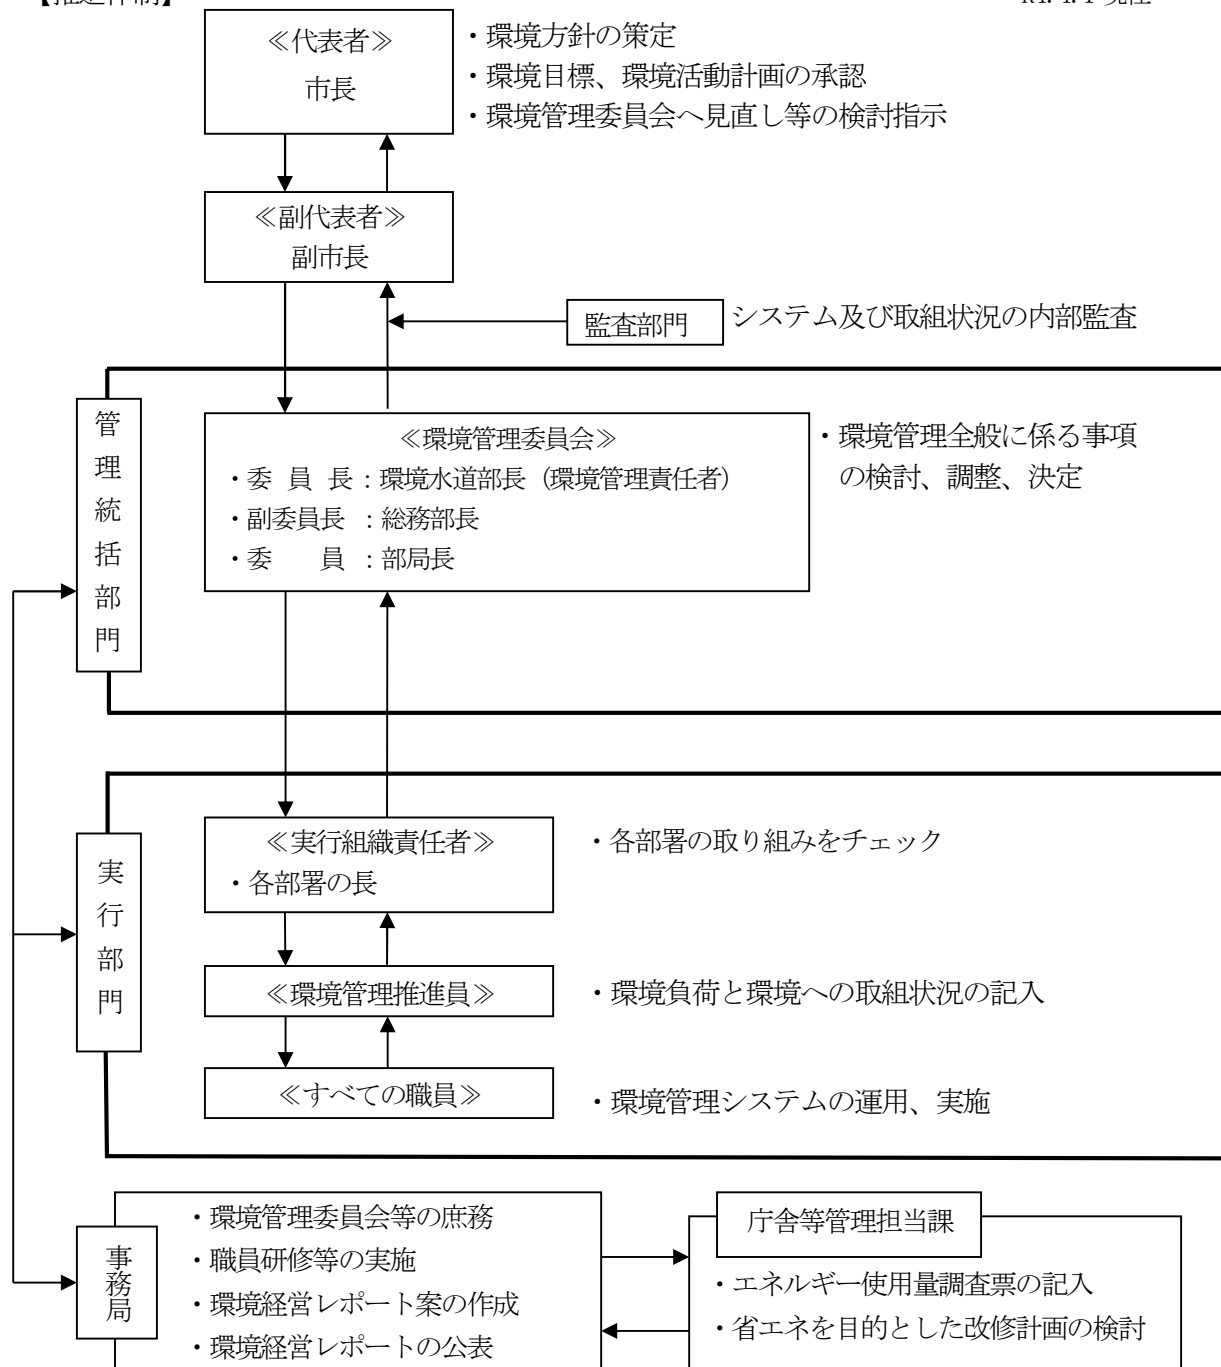 【推進体制】
R4.4.1 現在
≪代表者≫
市長
・環境方針の策定
・環境目標、環境活動計画の承認
・環境管理委員会へ見直し等の検討指示
≪副代表者≫
副市長
監査部門
システム及び取組状況の内部監査
管理統括部門
≪環境管理委員会≫
・委 員 長：環境水道部長（環境管理責任者）
・副委員長 ：総務部長
・委　　員 ：部局長
・環境管理全般に係る事項
の検討、調整、決定
実行部門
≪実行組織責任者≫
・各部署の長
・各部署の取り組みをチェック
≪環境管理推進員≫
・環境負荷と環境への取組状況の記入
≪すべての職員≫
・環境管理システムの運用、実施
事務局
・環境管理委員会等の庶務
・職員研修等の実施
・環境経営レポート案の作成
・環境経営レポートの公表
庁舎等管理担当課
・エネルギー使用量調査票の記入
・省エネを目的とした改修計画の検討